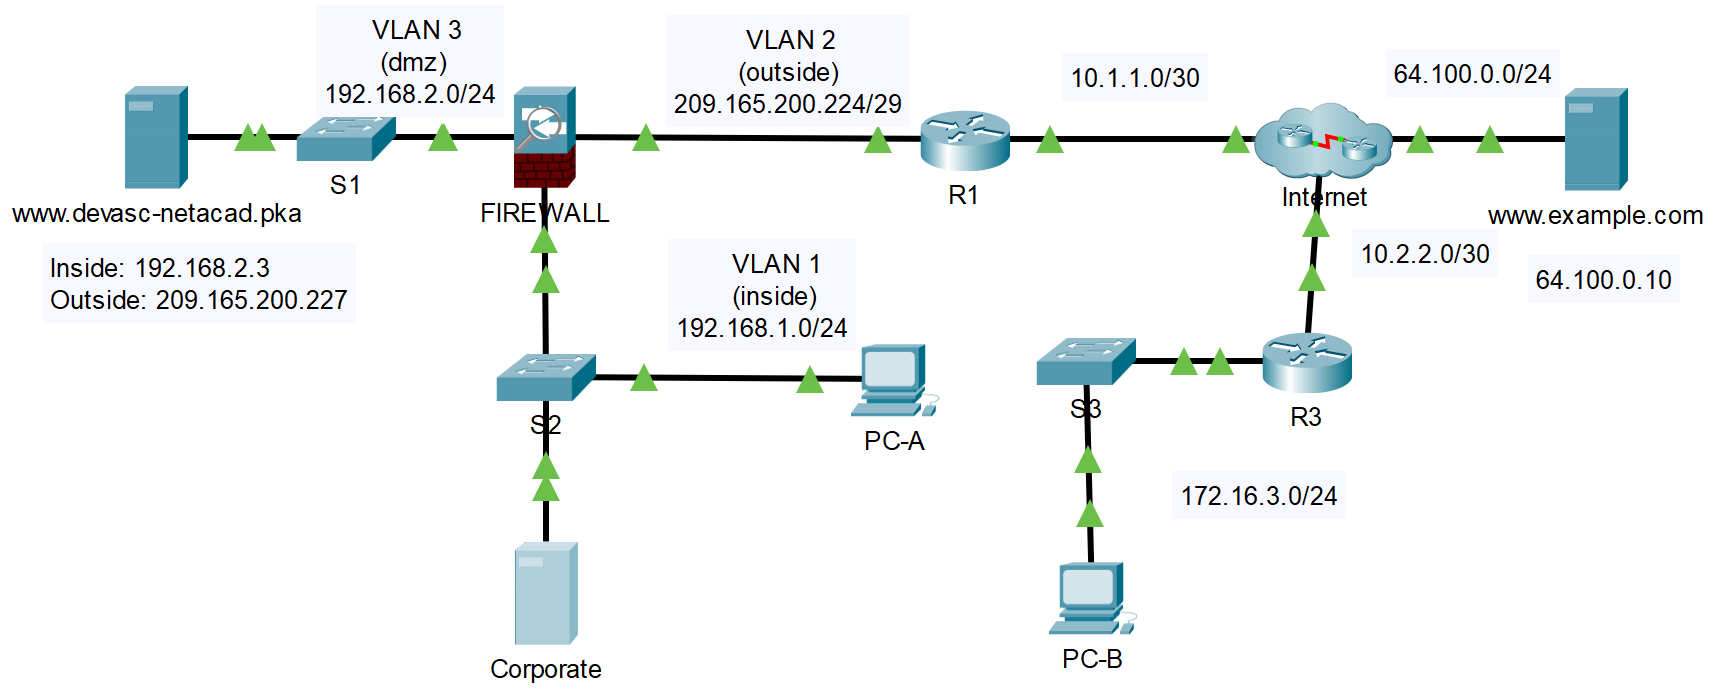 VLAN 3
(dmz)
192.168.2.0/24
VLAN 2
(outside)
209.165.200.224/29
10.1.1.0/30
64.100.0.0/24
S1
www.devasc-netacad.pka
FIREWALL
R1
Internet
www.example.com
Inside: 192.168.2.3
Outside: 209.165.200.227
VLAN 1
(inside)
192.168.1.0/24
10.2.2.0/30
64.100.0.10
S2
PC-A
S3
R3
172.16.3.0/24
Corporate
PC-B